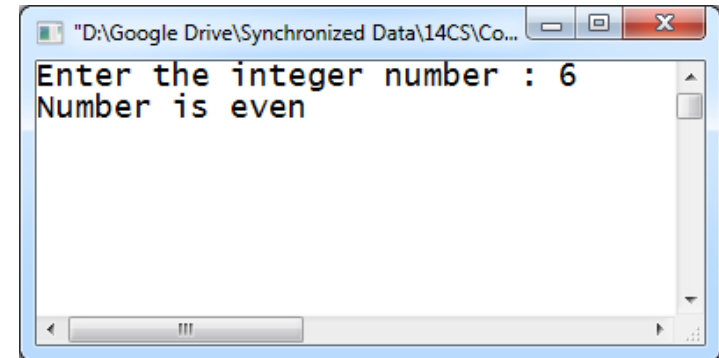 "D:\Google Drive\Synchronized Data\14CS\Co...
Enter the integer number : 6
Number is even